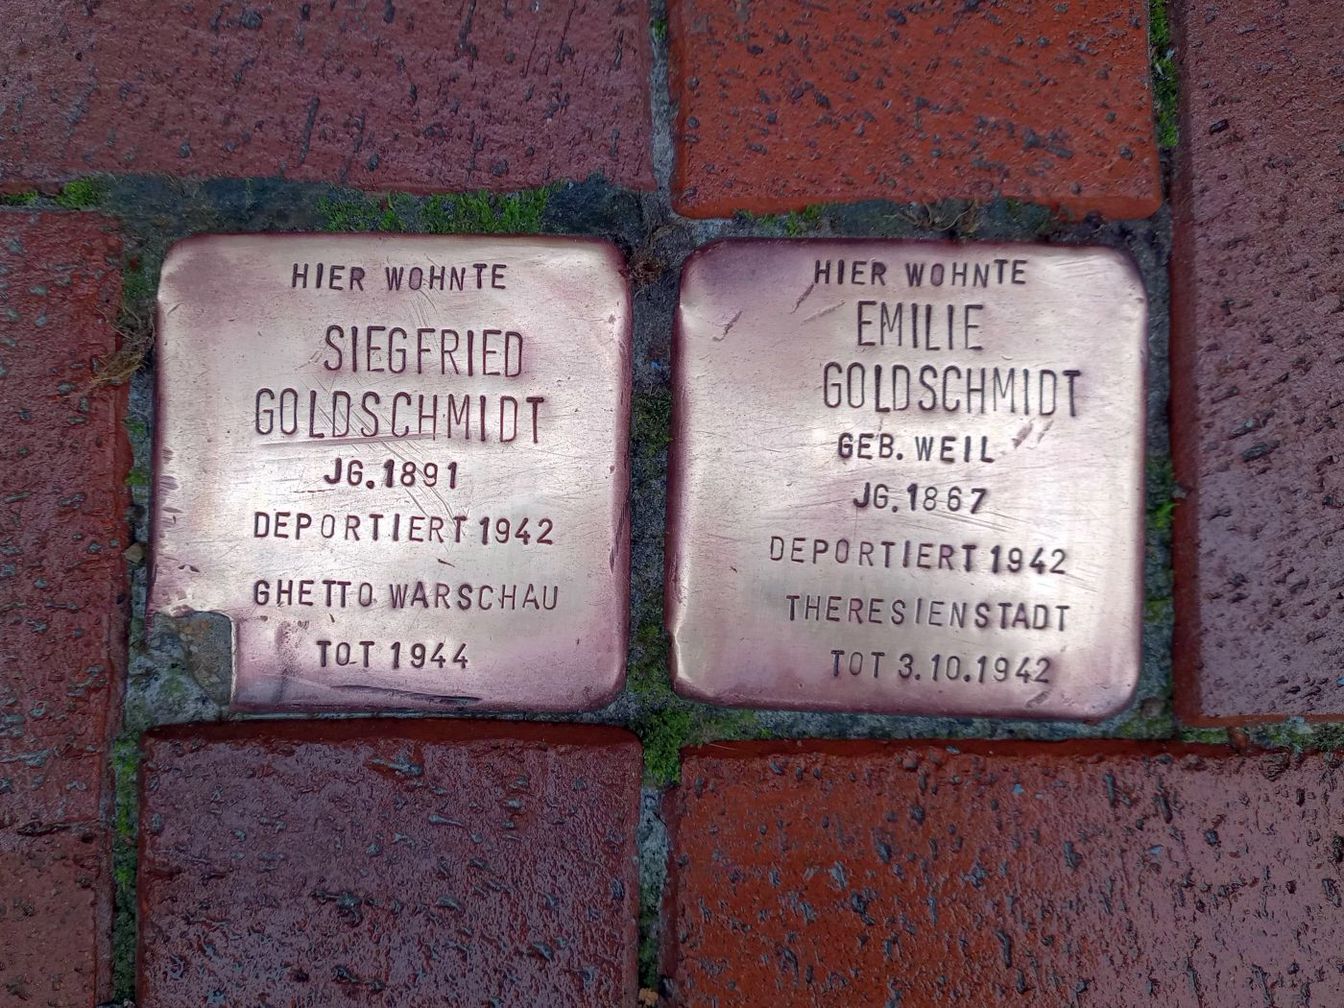 HIER WOHNTE
SIEGFRIED
GOLDSCHMIDT
JG. 1891
DEPORTIERT 1942
GHETTO WARSCHAU
TOT 1944
HIER WOHNTE
EMILIE
GOLDSCHMIDT
GEB. WEIL
JG. 1867
DEPORTIERT 1942
THERESIENSTADT
TOT 3.10.1942